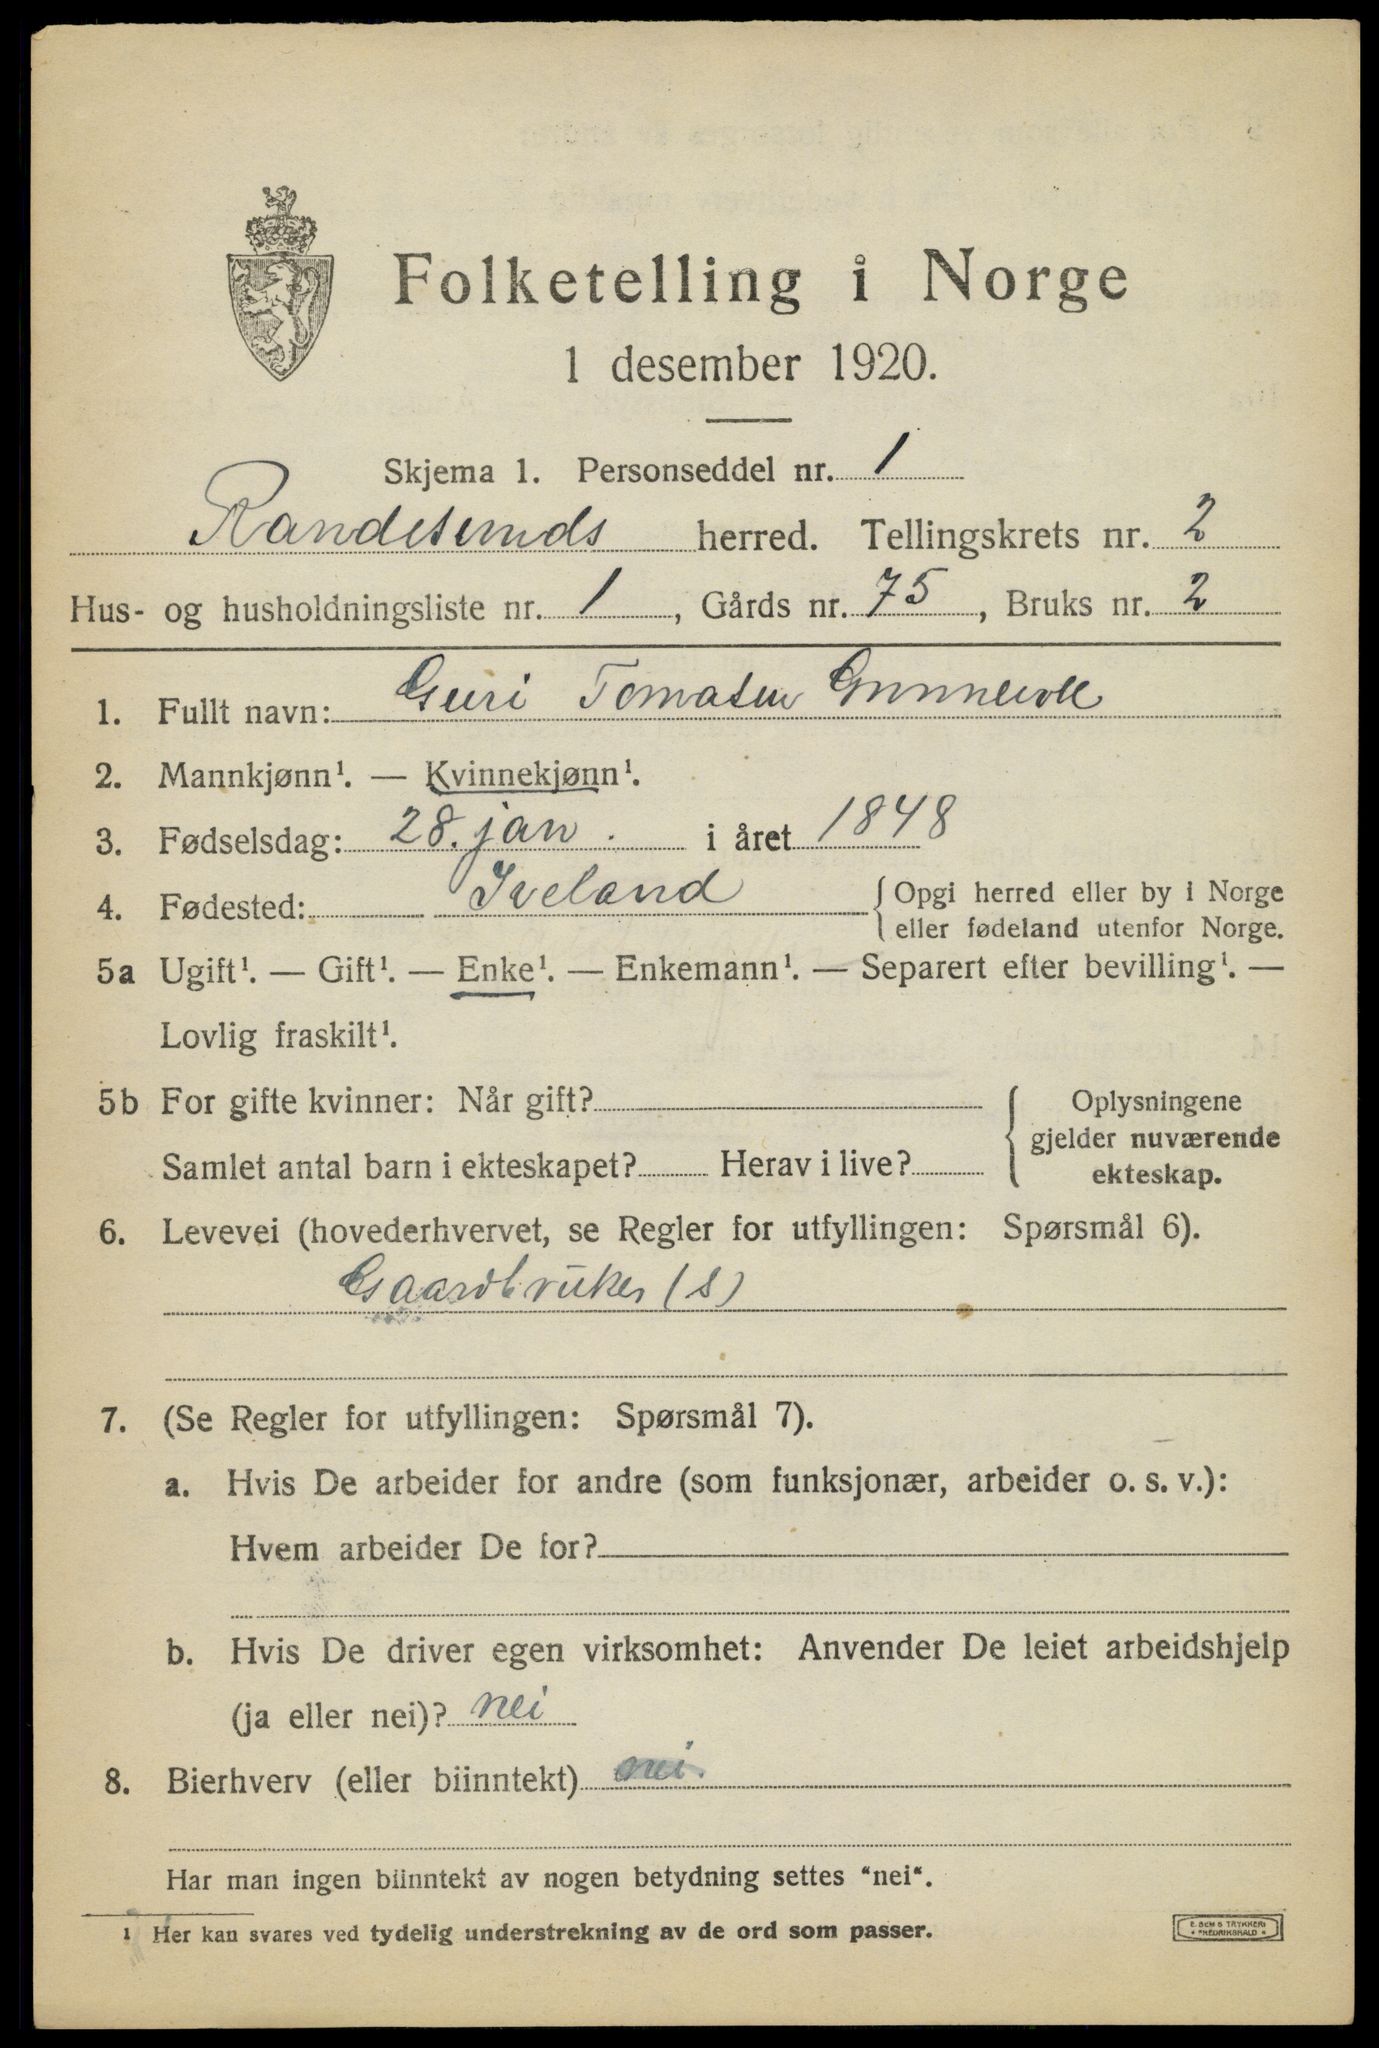 Folketelling i Norge
1 desember 1920.
Skjema 1. Personseddel nr. 1
Randesunds herred. Tellingskrets nr. 2
Hus- og husholdningsliste nr. 1, Gårds nr. 75, Bruks nr. 2
1. Fullt navn: Guri Tomasen
2. Mannkjønn¹. — Kvinnekjønn¹.
3. Fødselsdag: 28. jan. i året 1848
4. Fødested: Iveland { Opgi herred eller by i Norge
eller fødeland utenfor Norge.
5a Ugift¹. — Gift¹. — Enke¹. — Enkemann¹. — Separert efter bevilling¹. —
Lovlig fraskilt¹.
5b For gifte kvinner: Når gift? { Oplysningene
gjelder nuværende
Samlet antal barn i ekteskapet? Herav i live? ekteskap.
6. Levevei (hovederhvervet, se Regler for utfyllingen: Spørsmål 6).
Gaardbruker (s)
7. (Se Regler for utfyllingen: Spørsmål 7).
a. Hvis De arbeider for andre (som funksjonær, arbeider o. s. v.):
Hvem arbeider De for?
b. Hvis De driver egen virksomhet: Anvender De leiet arbeidshjelp
(ja eller nei)? nei
8. Bierhverv (eller biinntekt) nei
Har man ingen biinntekt av nogen betydning settes "nei".
¹ Her kan svares ved tydelig understrekning av de ord som passer.
E. SEM S TRYKKERI
FREDRIKSHALD